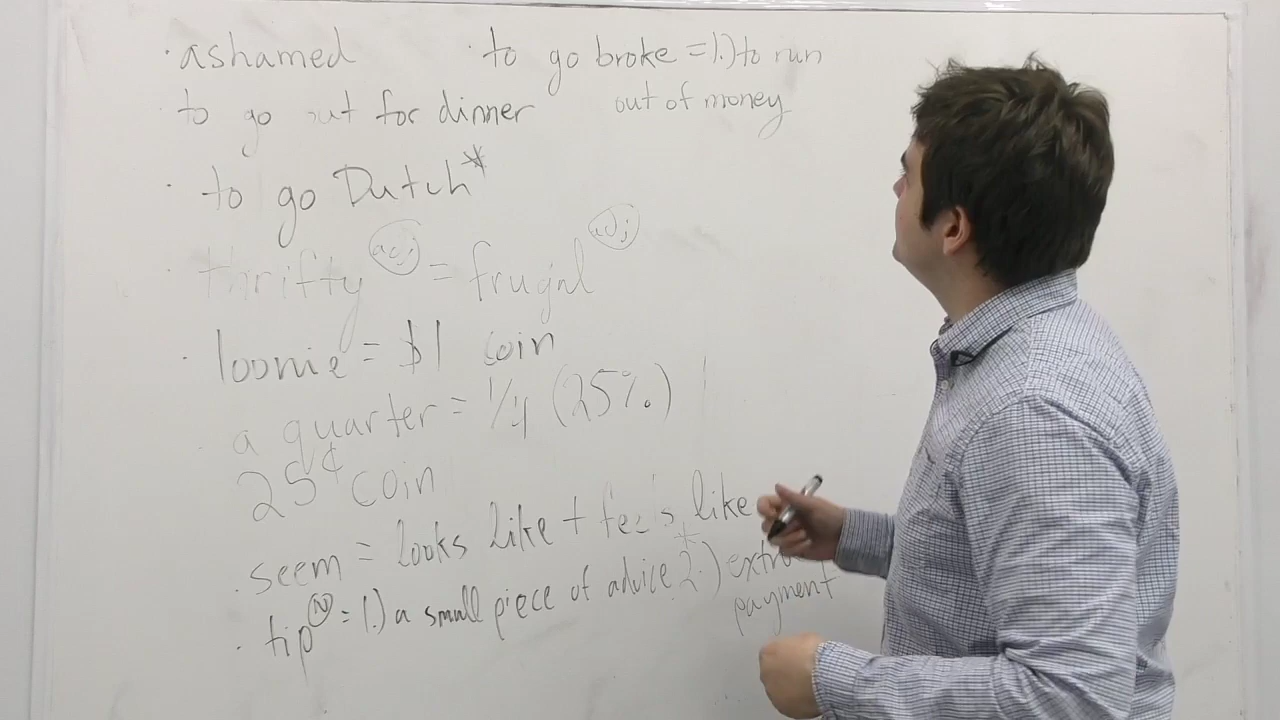 · ashamed
to go out for dinner
· to go Dutch*
· thrifty adj = frugal adj
· loonie = $1 coin
· a quarter = 1/4 (25%)
25¢ coin
· seem = looks like + feels like
· tip N = 1.) a small piece of advice 2.)* extra
payment
· to go broke = 1.) to run
out of money